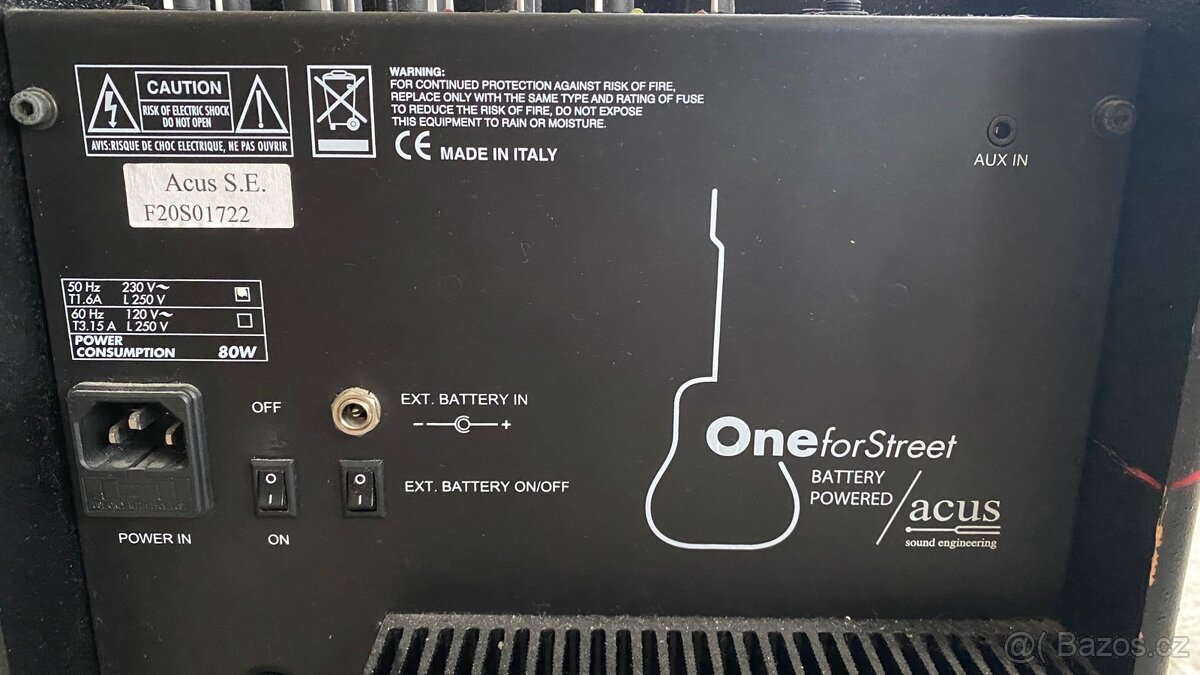 CAUTION
RISK OF ELECTRIC SHOCK
DO NOT OPEN
AVIS:RISQUE DE CHOC ELECTRIQUE, NE PAS OUVRIR
WARNING:
FOR CONTINUED PROTECTION AGAINST RISK OF FIRE,
REPLACE ONLY WITH THE SAME TYPE AND RATING OF FUSE
TO REDUCE THE RISK OF FIRE, DO NOT EXPOSE
THIS EQUIPMENT TO RAIN OR MOISTURE.
CE MADE IN ITALY
AUX IN
Acus S.E.
F20S01722
50 Hz 230 V~
T1.6A L 250 V
60 Hz 120 V~
T3.15 A L 250 V
POWER
CONSUMPTION 80W
OFF
EXT. BATTERY IN
- +
EXT. BATTERY ON/OFF
POWER IN
ON
OneforStreet
BATTERY
POWERED
acus
sound engineering
Bazos.cz